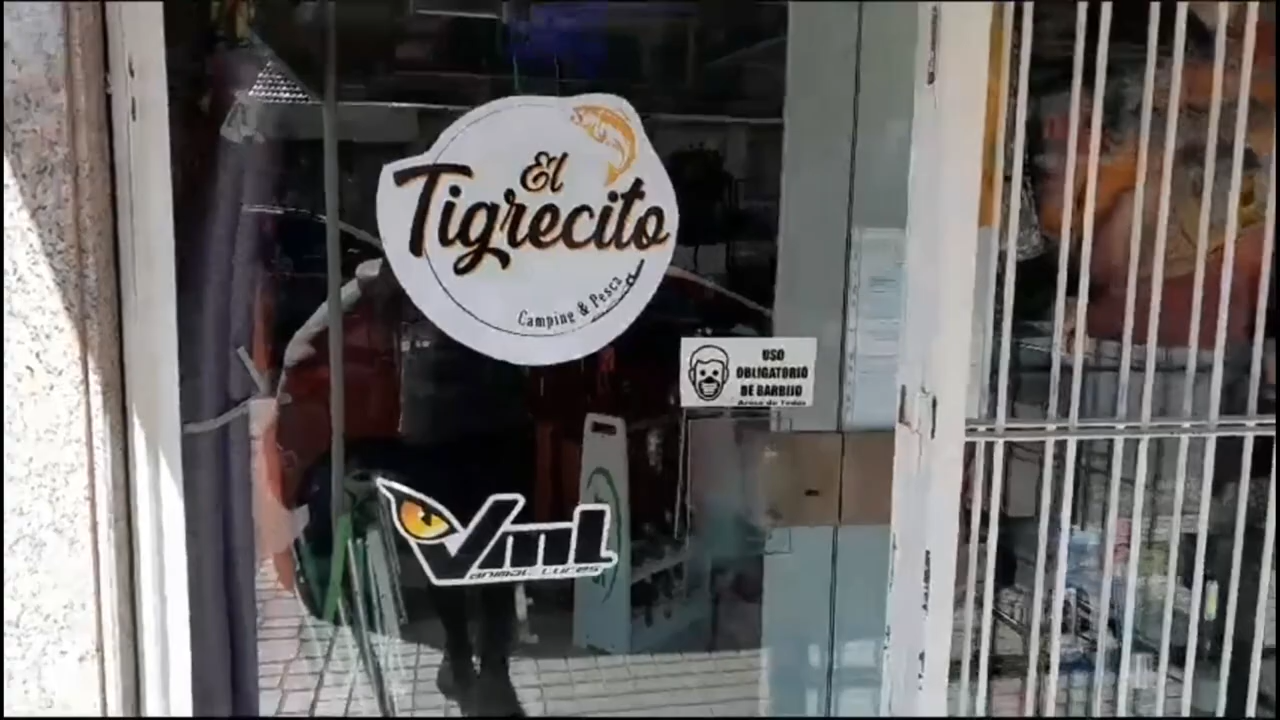 El
Tigrecito
Camping & Pesca
USO
OBLIGATORIO
DE BARBIJO
VML